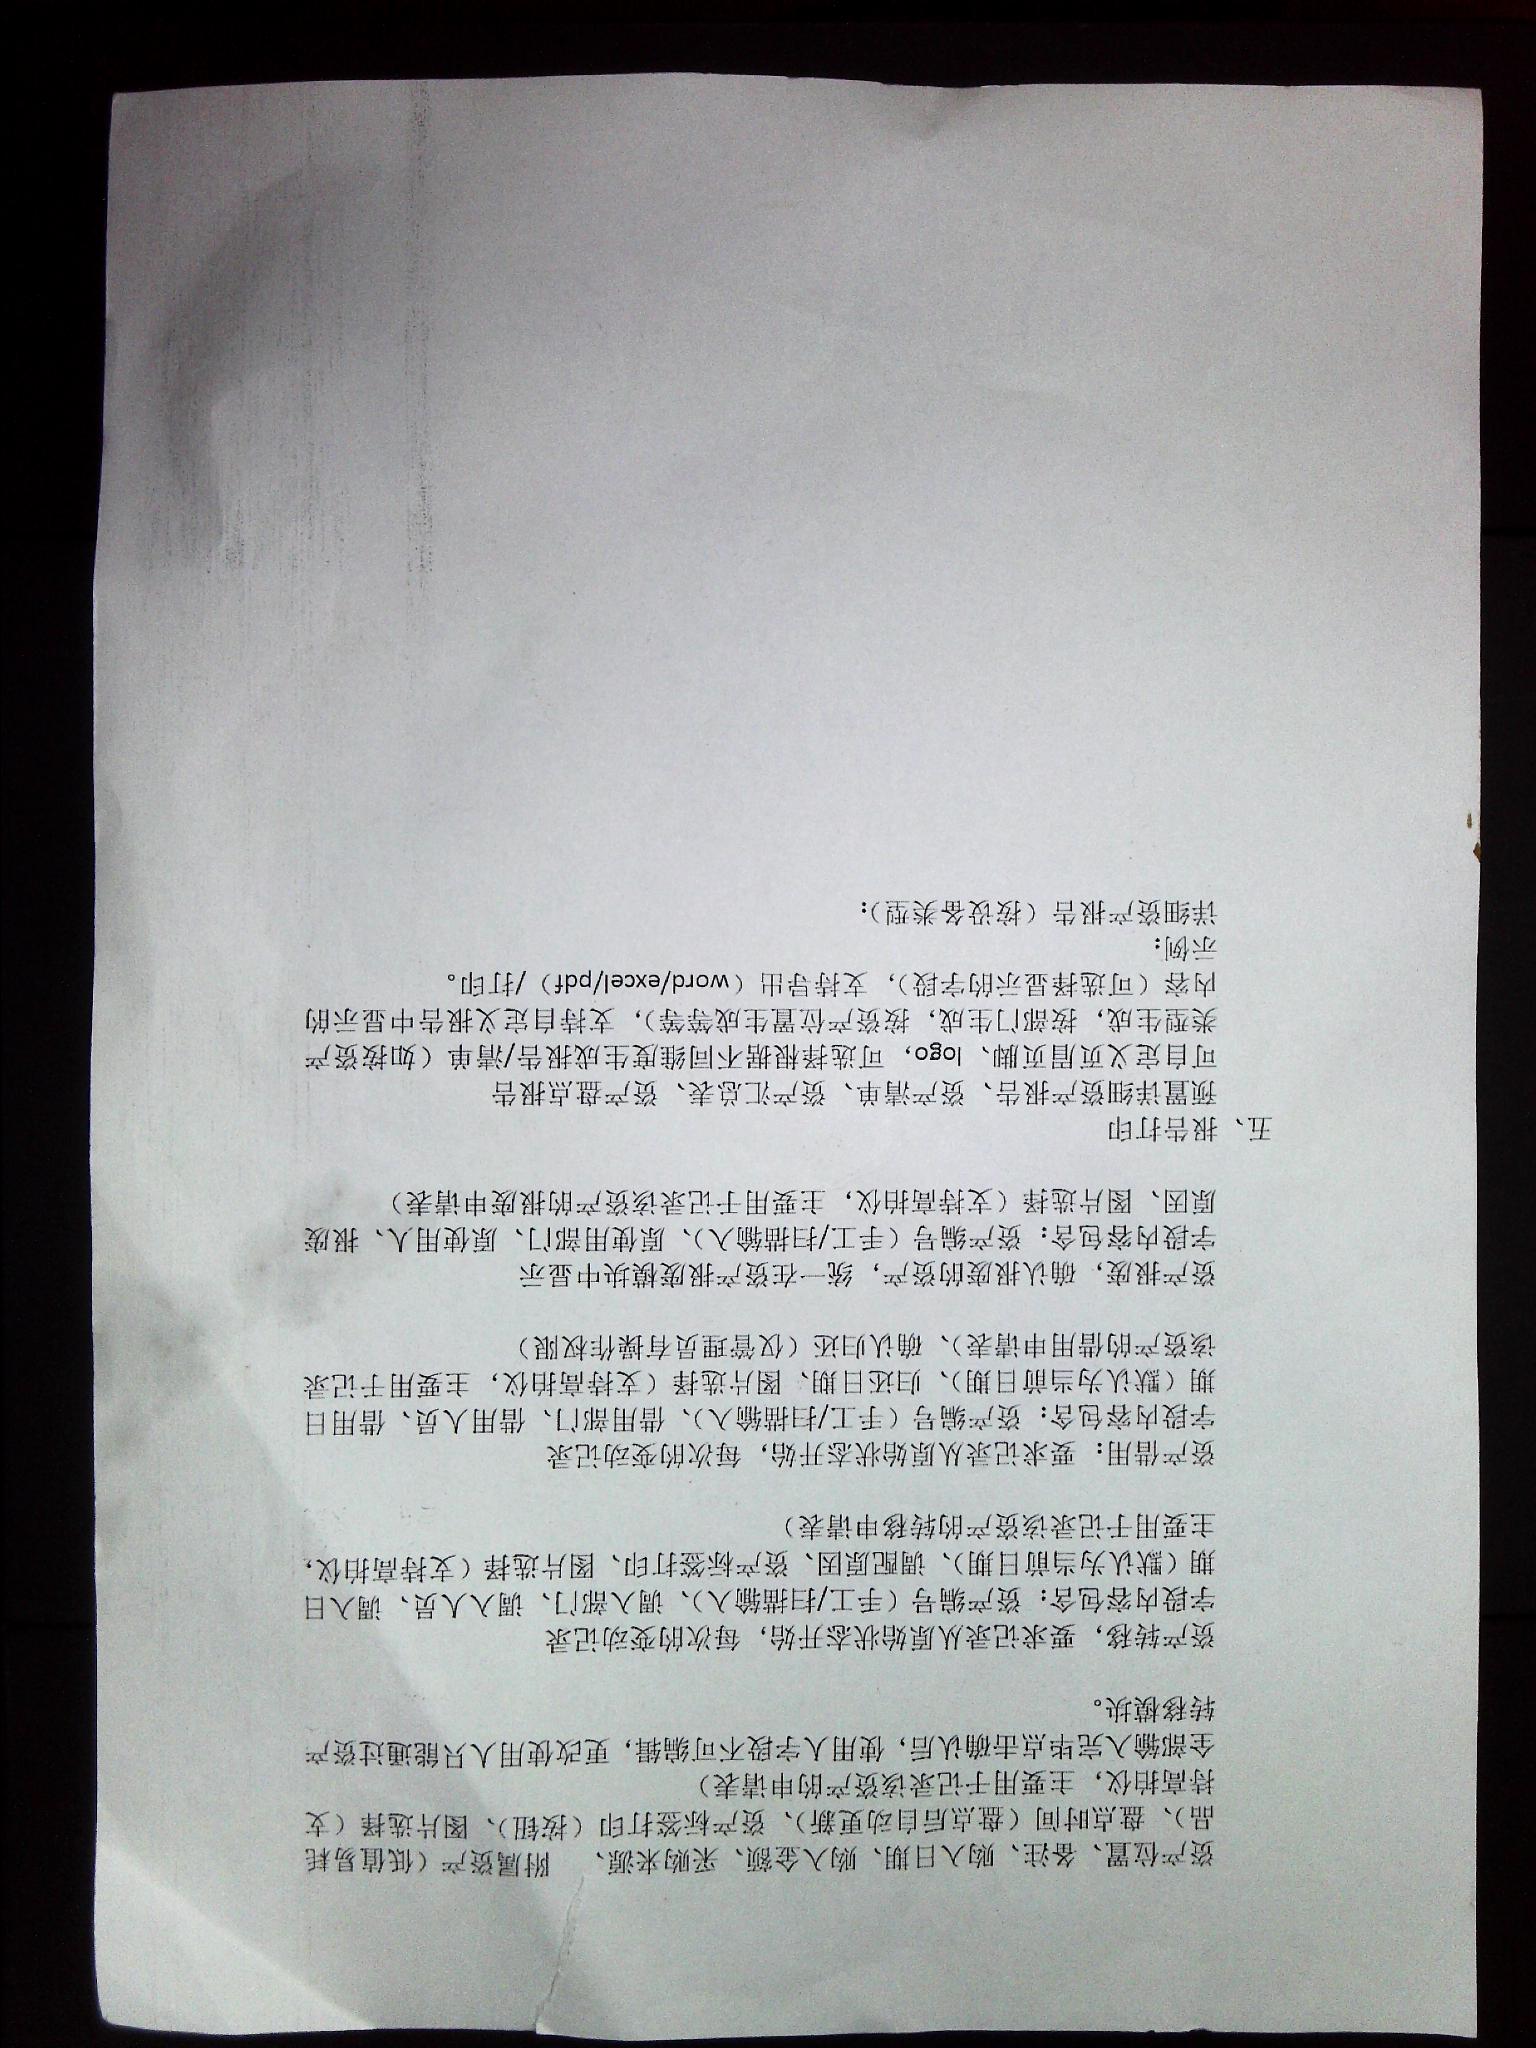 资产位置、备注、购入日期、购入金额、采购来源、 附属资产（低值易耗
品）、盘点时间（盘点后自动更新）、资产标签打印（按钮）、图片选择（支
持高拍仪，主要用于记录该资产的申请表）
全部输入完毕点击确认后，使用人字段不可编辑，更改使用人只能通过资产
转移模块。
资产转移，要求记录从原始状态开始，每次的变动记录
字段内容包含：资产编号（手工/扫描输入）、调入部门、调入人员、调入日
期（默认为当前日期）、调配原因、资产标签打印、图片选择（支持高拍仪，
主要用于记录该资产的转移申请表）
资产借用：要求记录从原始状态开始，每次的变动记录
字段内容包含：资产编号（手工/扫描输入）、借用部门、借用人员、借用日
期（默认为当前日期）、归还日期、图片选择（支持高拍仪，主要用于记录
该资产的借用申请表）、确认归还（仅管理员有操作权限）
资产报废，确认报废的资产，统一在资产报废模块中显示
字段内容包含：资产编号（手工/扫描输入）、原使用部门、原使用人、报废
原因、图片选择（支持高拍仪，主要用于记录该资产的报废申请表）
五、报告打印
预置详细资产报告、资产清单、资产汇总表、资产盘点报告
可自定义页眉页脚、logo，可选择根据不同维度生成报告/清单（如按资产
类型生成，按部门生成，按资产位置生成等等），支持自定义报告中显示的
内容（可选择显示的字段），支持导出（word/excel/pdf）/打印。
示例：
详细资产报告（按设备类型）：